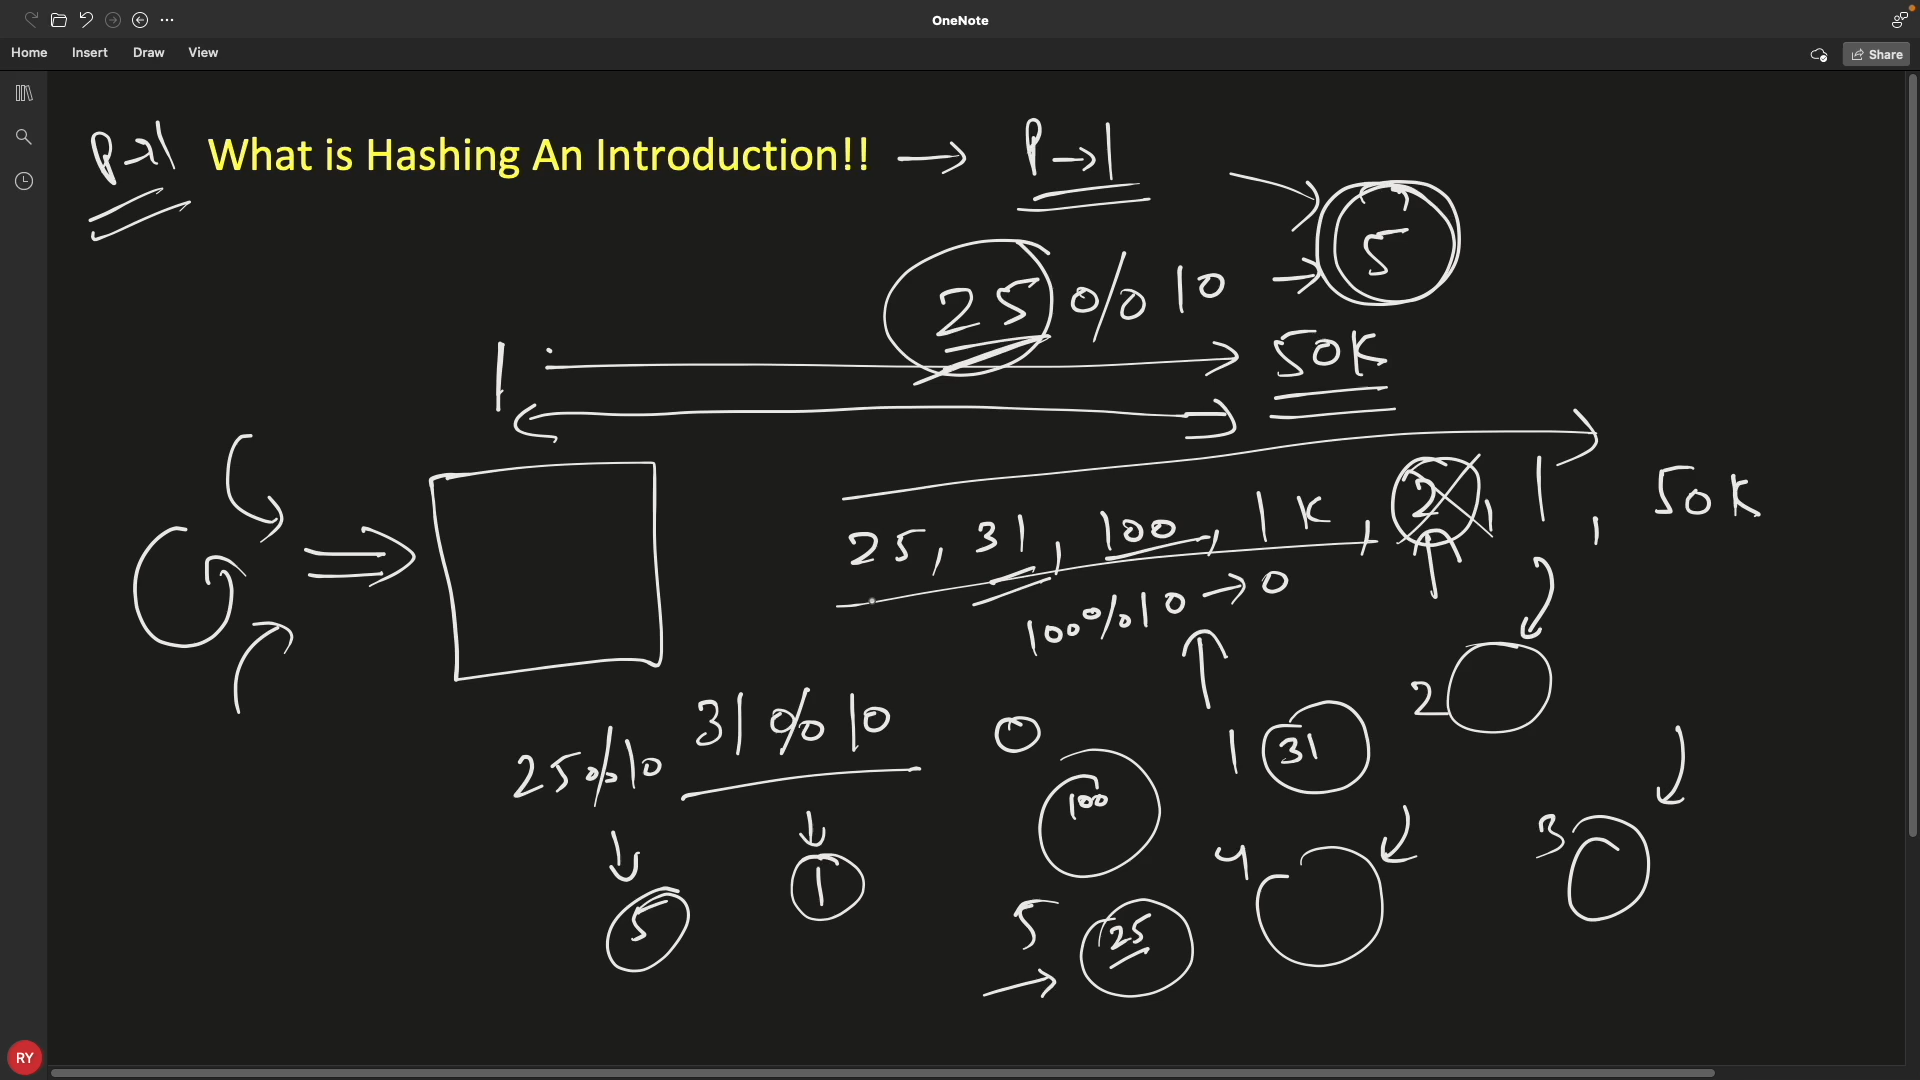 OneNote
Home Insert Draw View Share
P→1 What is Hashing An Introduction!! → P→1
5
25 % 10 →
1 → 50K
25, 31, 100, 1K, 2, 1, 50K
100%10 → 0
2
31%10 0 1 31
25%10
100
3
4
1
5 25
5
RY